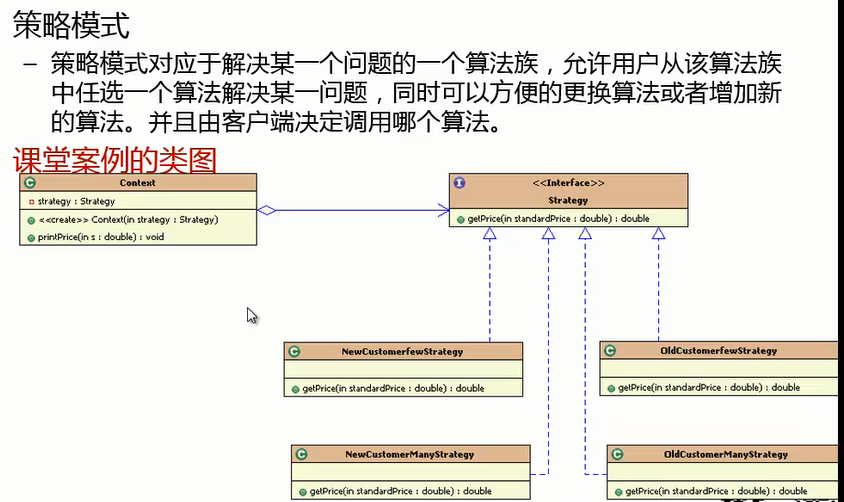 策略模式
– 策略模式对应于解决某一个问题的一个算法族，允许用户从该算法族
中任选一个算法解决某一问题，同时可以方便的更换算法或者增加新
的算法。并且由客户端决定调用哪个算法。
课堂案例的类图
C Context
strategy : Strategy
<<create>> Context(in strategy : Strategy)
printPrice(in s : double) : void
I <<Interface>>
Strategy
getPrice(in standardPrice : double) : double
C NewCustomerfewStrategy
getPrice(in standardPrice : double) : double
C OldCustomerfewStrategy
getPrice(in standardPrice : double) : double
C NewCustomerManyStrategy
getPrice(in standardPrice : double) : double
C OldCustomerManyStrategy
getPrice(in standardPrice : double) : double